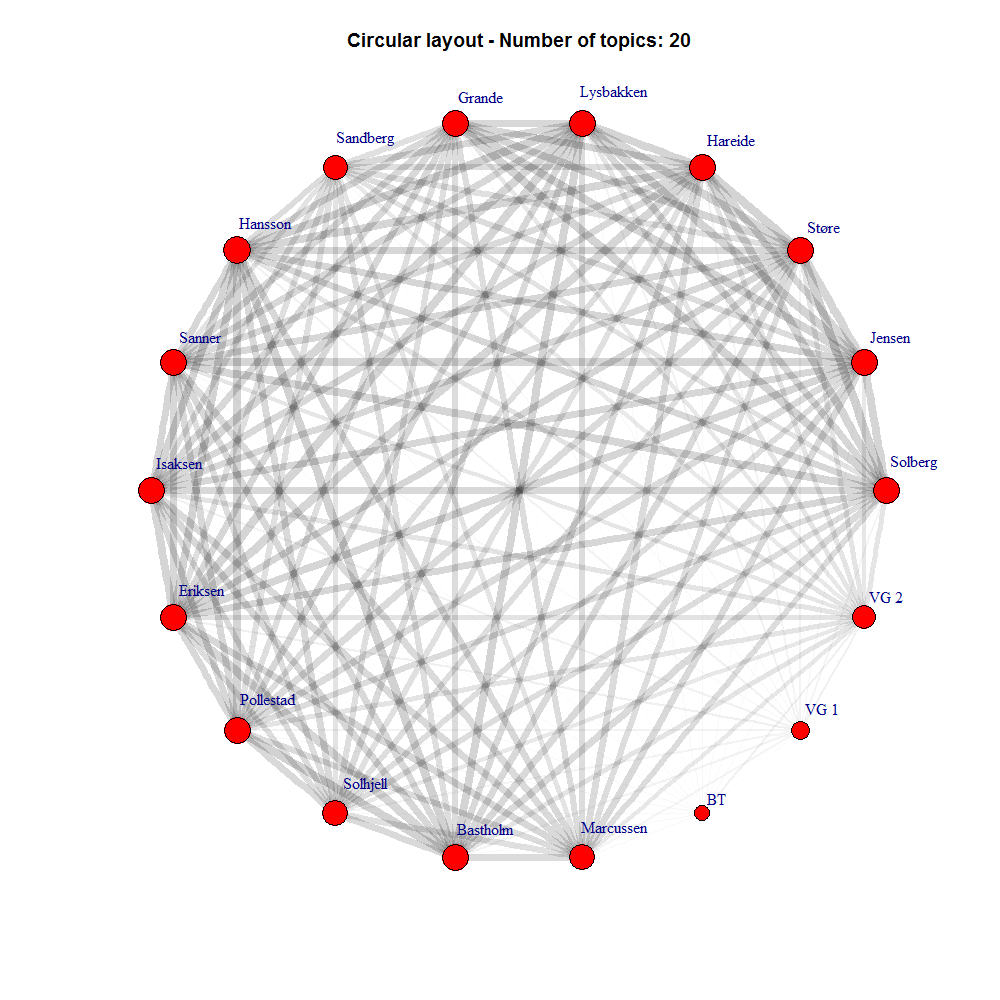 Circular layout - Number of topics: 20
Grande
Lysbakken
Sandberg
Hareide
Hansson
Støre
Sanner
Jensen
Isaksen
Solberg
Eriksen
VG 2
Pollestad
VG 1
Solhjell
BT
Bastholm
Marcussen